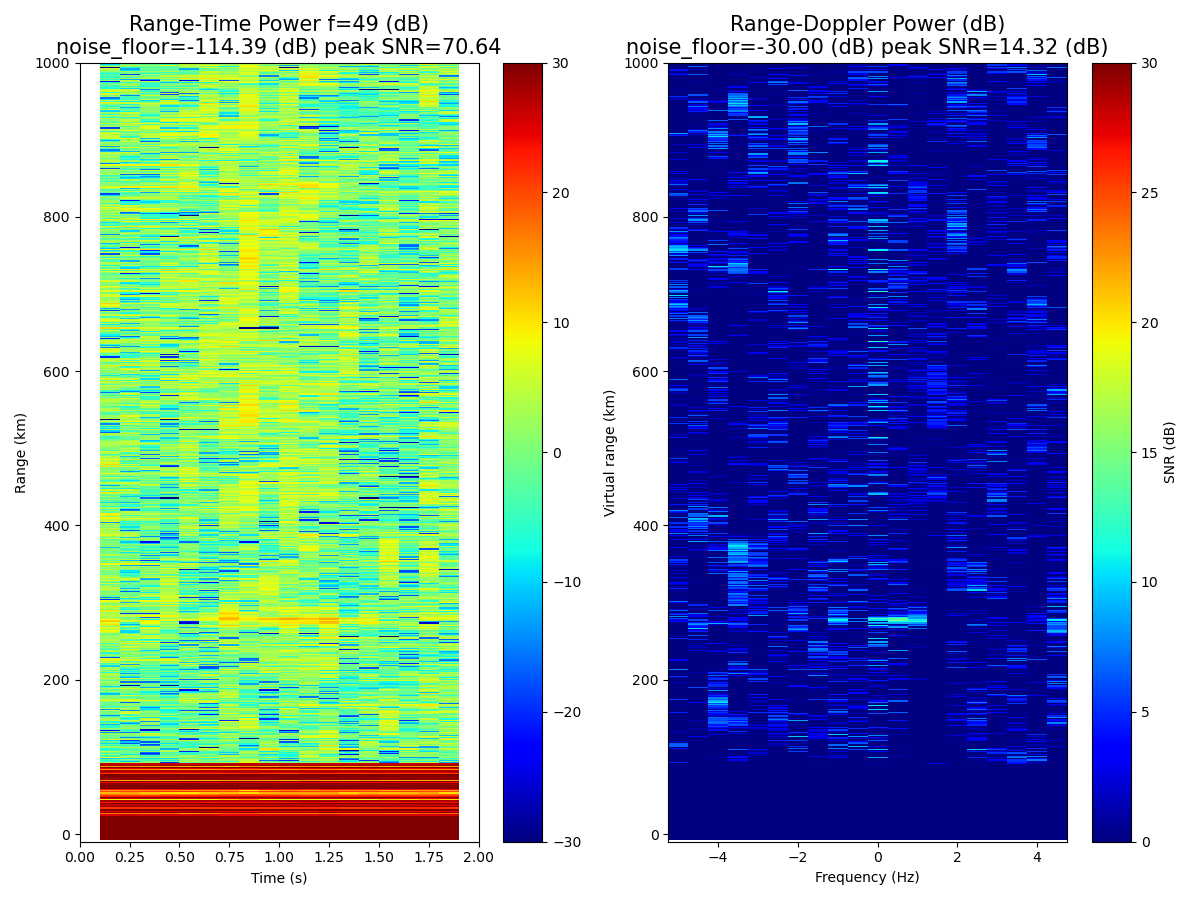 Range-Time Power f=49 (dB)
noise_floor=-114.39 (dB) peak SNR=70.64
Range-Doppler Power (dB)
noise_floor=-30.00 (dB) peak SNR=14.32 (dB)
1000
800
600
400
200
0
Range (km)
0.00 0.25 0.50 0.75 1.00 1.25 1.50 1.75 2.00
Time (s)
30
20
10
0
−10
−20
−30
1000
800
600
400
200
0
Virtual range (km)
−4 −2 0 2 4
Frequency (Hz)
30
25
20
15
10
5
0
SNR (dB)